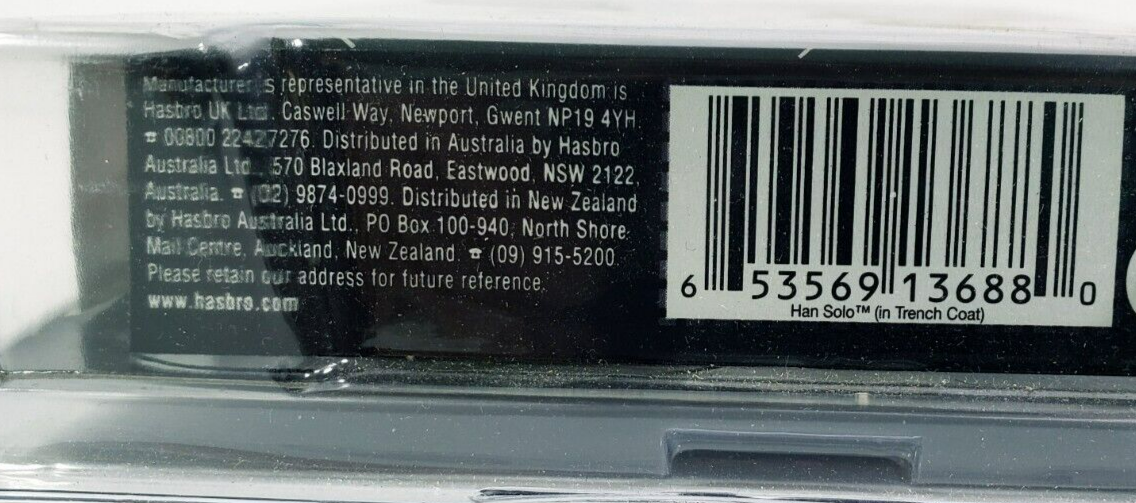 Manufacturer's representative in the United Kingdom is
Hasbro UK Ltd. Caswell Way, Newport, Gwent NP19 4YH.
☎ 00800 22427276. Distributed in Australia by Hasbro
Australia Ltd. 570 Blaxland Road, Eastwood, NSW 2122,
Australia. ☎ (02) 9874-0999. Distributed in New Zealand
by Hasbro Australia Ltd., PO Box 100-940, North Shore
Mail Centre, Auckland, New Zealand. ☎ (09) 915-5200.
Please retain our address for future reference.
www.hasbro.com
6 53569 13688 0
Han Solo™ (in Trench Coat)